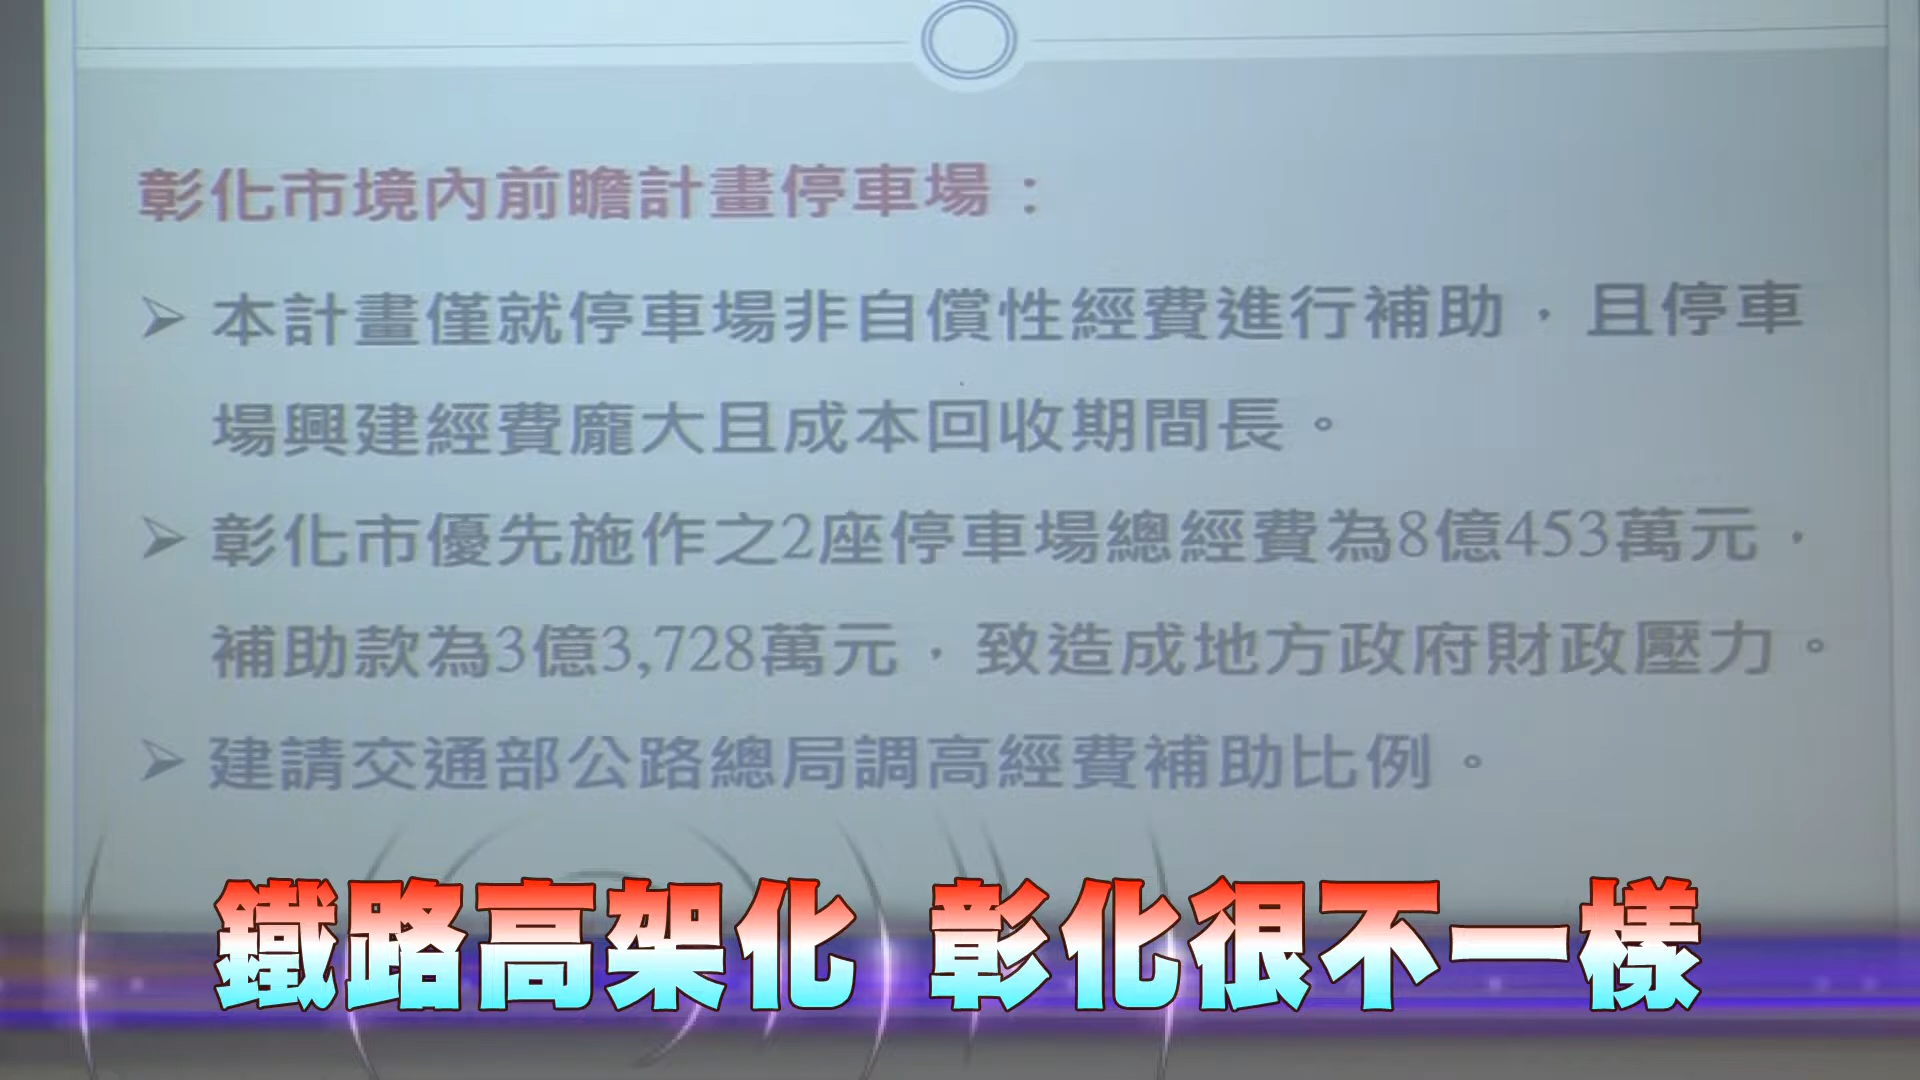 彰化市境內前瞻計畫停車場：
➢ 本計畫僅就停車場非自償性經費進行補助，且停車
場興建經費龐大且成本回收期間長。
➢ 彰化市優先施作之2座停車場總經費為8億453萬元，
補助款為3億3,728萬元，致造成地方政府財政壓力。
➢ 建請交通部公路總局調高經費補助比例。
鐵路高架化 彰化很不一樣